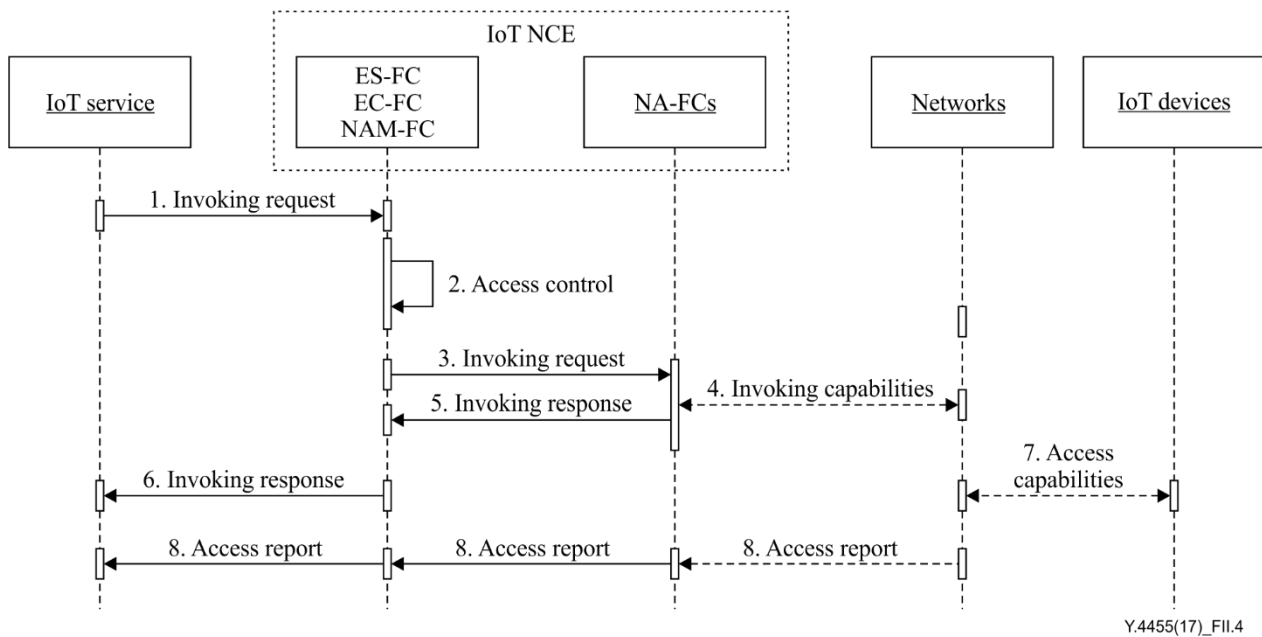 IoT NCE
IoT service
ES-FC
EC-FC
NAM-FC
NA-FCs
Networks
IoT devices
1. Invoking request
2. Access control
3. Invoking request
4. Invoking capabilities
5. Invoking response
6. Invoking response
7. Access
capabilities
8. Access report
8. Access report
8. Access report
Y.4455(17)_FII.4